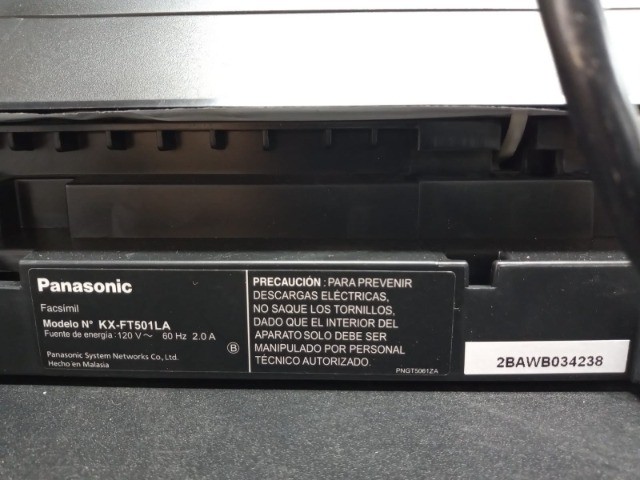 Panasonic
Facsímil
Modelo N° KX-FT501LA
Fuente de energía: 120 V ~ 60 Hz 2.0 A
B
Panasonic System Networks Co., Ltd.
Hecho en Malasia
PRECAUCIÓN : PARA PREVENIR
DESCARGAS ELÉCTRICAS,
NO SAQUE LOS TORNILLOS,
DADO QUE EL INTERIOR DEL
APARATO SOLO DEBE SER
MANIPULADO POR PERSONAL
TÉCNICO AUTORIZADO.
PNGT5061ZA
2BAWB034238